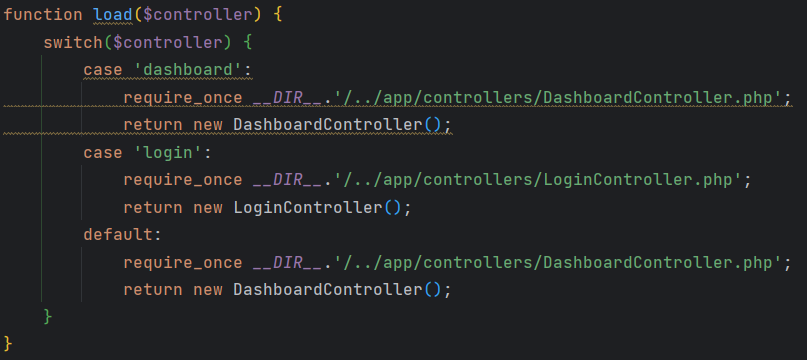 function load($controller) {
    switch($controller) {
        case 'dashboard':
            require_once __DIR__.'/../app/controllers/DashboardController.php';
            return new DashboardController();
        case 'login':
            require_once __DIR__.'/../app/controllers/LoginController.php';
            return new LoginController();
        default:
            require_once __DIR__.'/../app/controllers/DashboardController.php';
            return new DashboardController();
    }
}